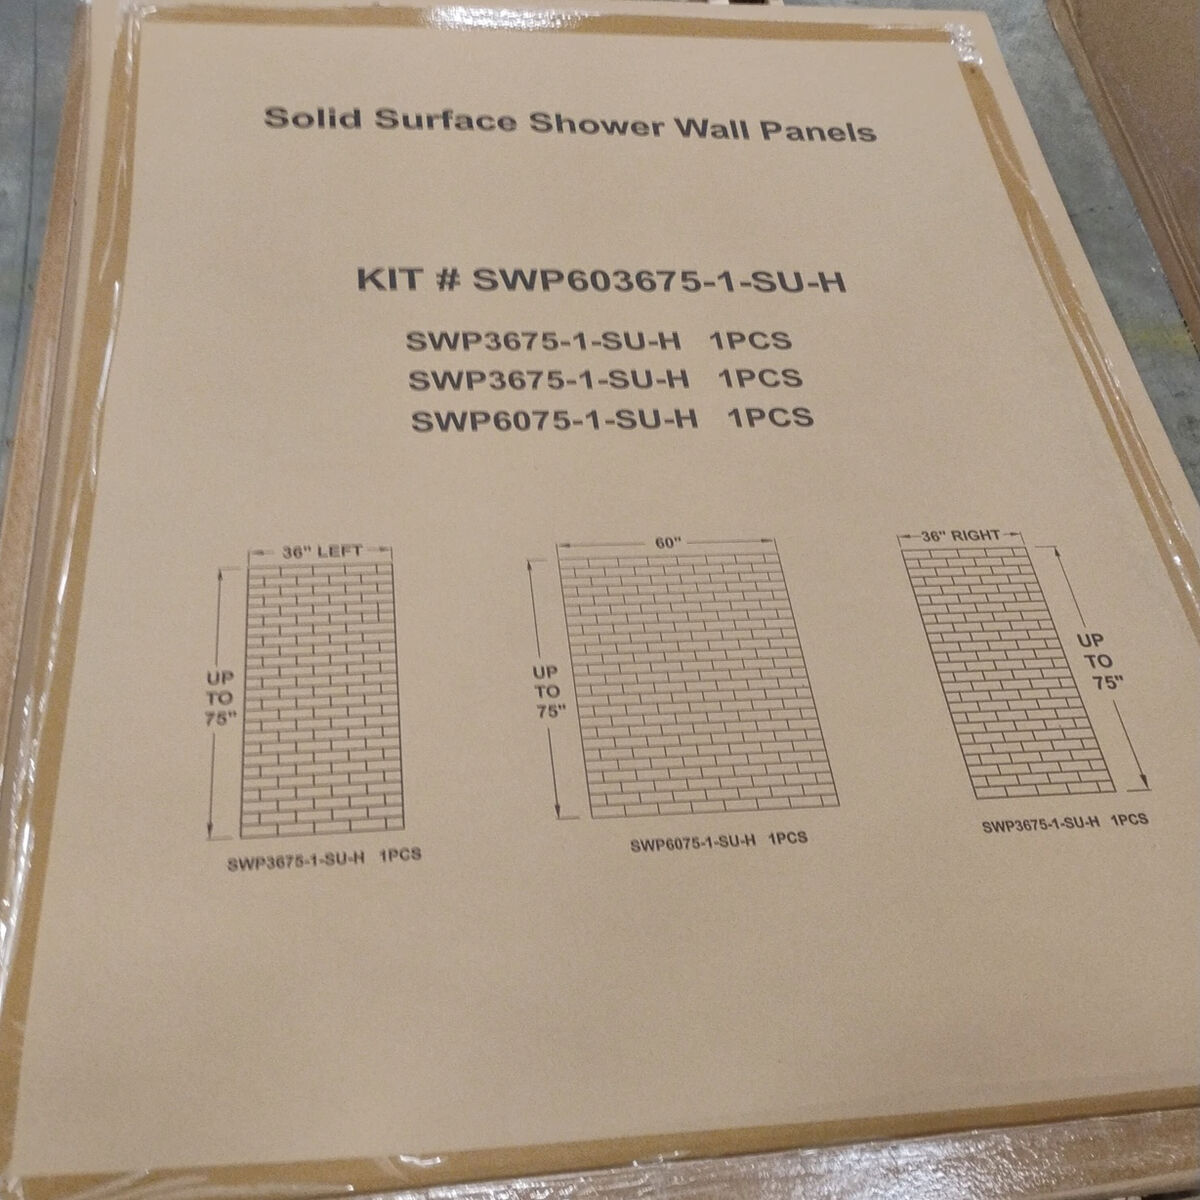 Solid Surface Shower Wall Panels
KIT # SWP603675-1-SU-H
SWP3675-1-SU-H 1PCS
SWP3675-1-SU-H 1PCS
SWP6075-1-SU-H 1PCS
36" LEFT
UP
TO
75"
SWP3675-1-SU-H 1PCS
60"
UP
TO
75"
SWP6075-1-SU-H 1PCS
36" RIGHT
UP
TO
75"
SWP3675-1-SU-H 1PCS